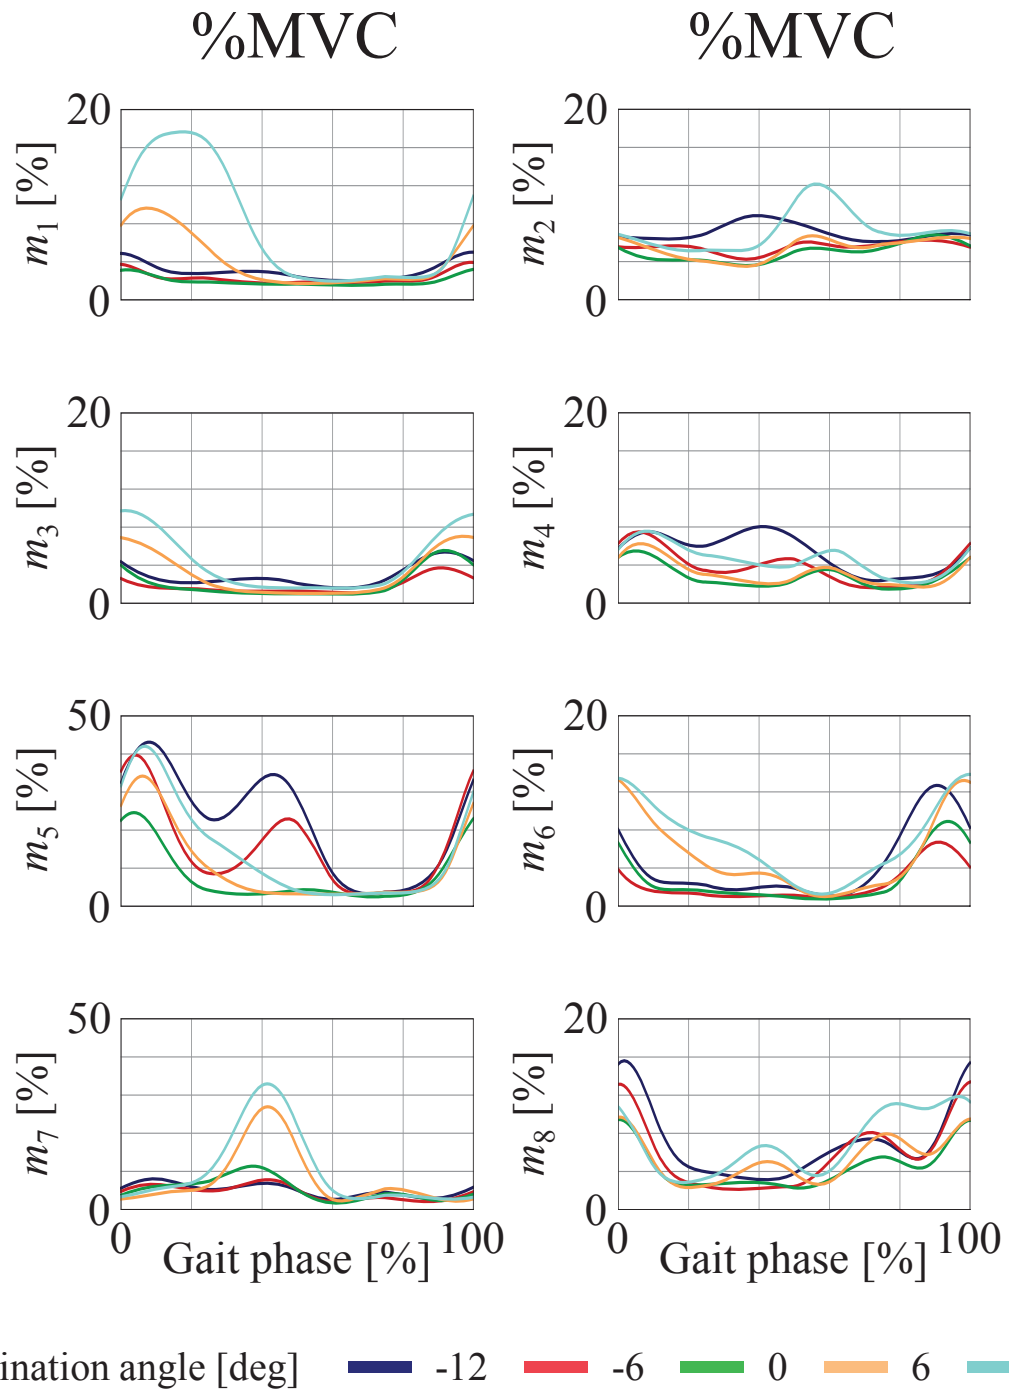 %MVC %MVC
20 20
m1 [%] m2 [%]
0 0
20 20
m3 [%] m4 [%]
0 0
50 20
m5 [%] m6 [%]
0 0
50 20
m7 [%] m8 [%]
0 0
0 100 0 100
Gait phase [%] Gait phase [%]
ination angle [deg] -12 -6 0 6